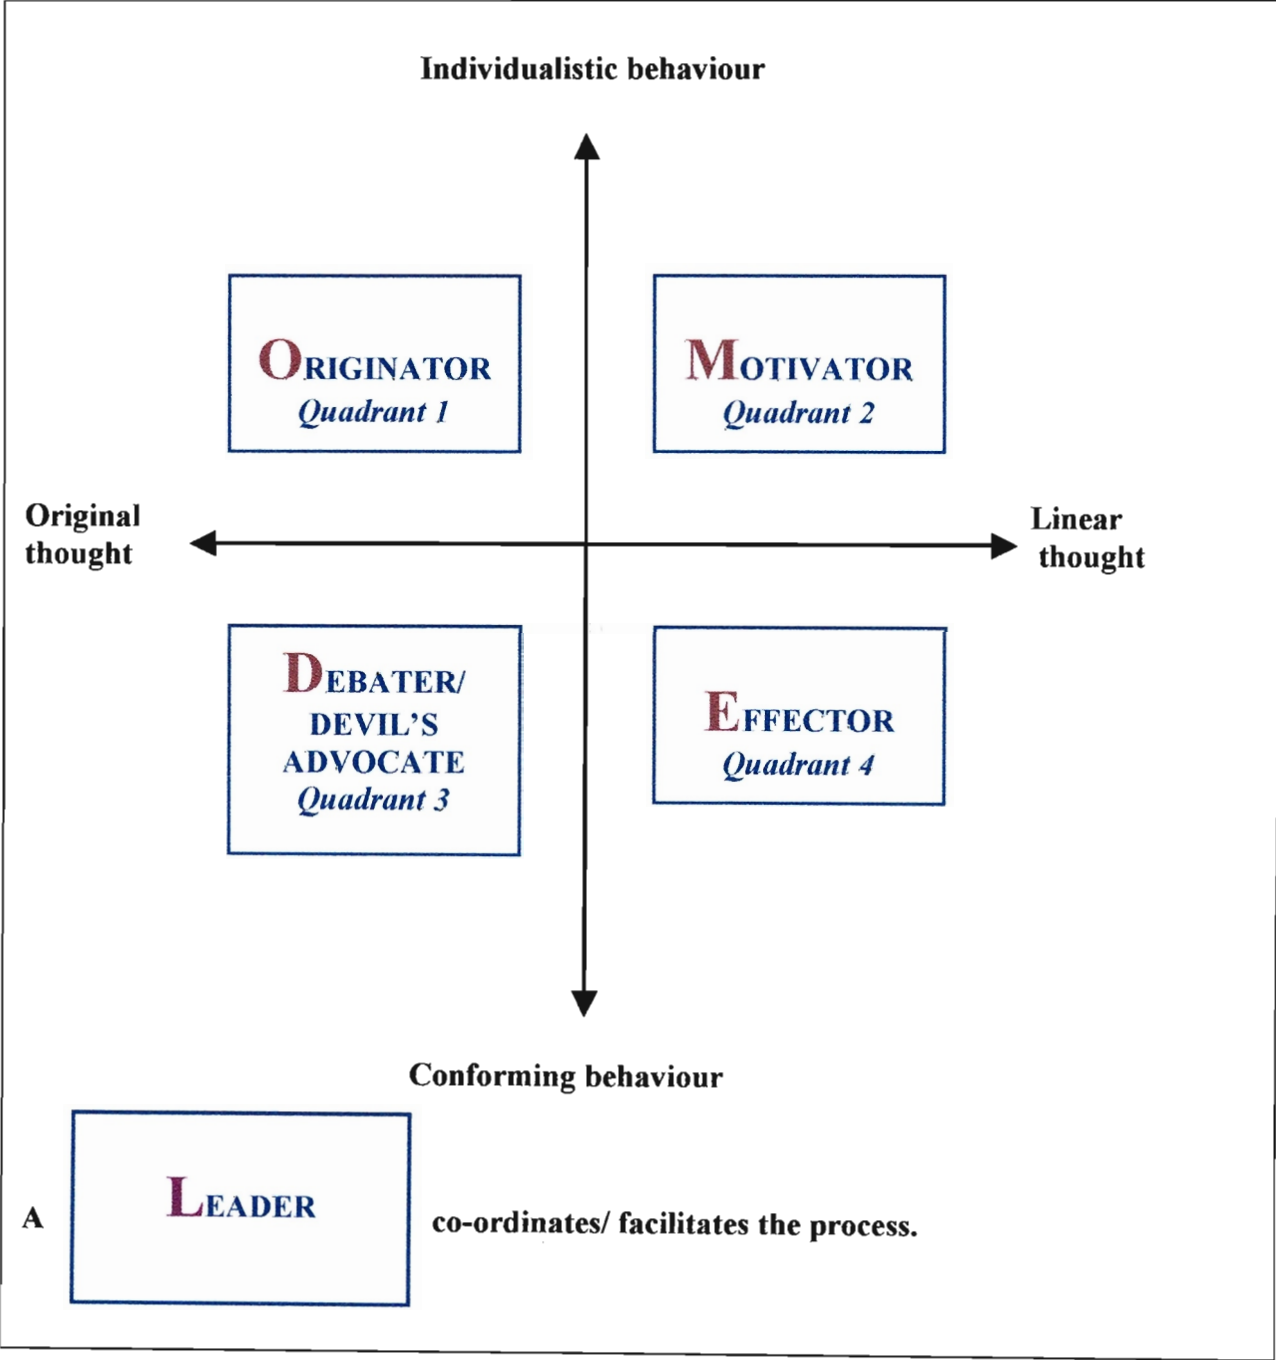 Individualistic behaviour
ORIGINATOR
Quadrant 1
MOTIVATOR
Quadrant 2
Original
thought
Linear
thought
DEBATER/
DEVIL'S
ADVOCATE
Quadrant 3
EFFECTOR
Quadrant 4
Conforming behaviour
A LEADER co-ordinates/ facilitates the process.